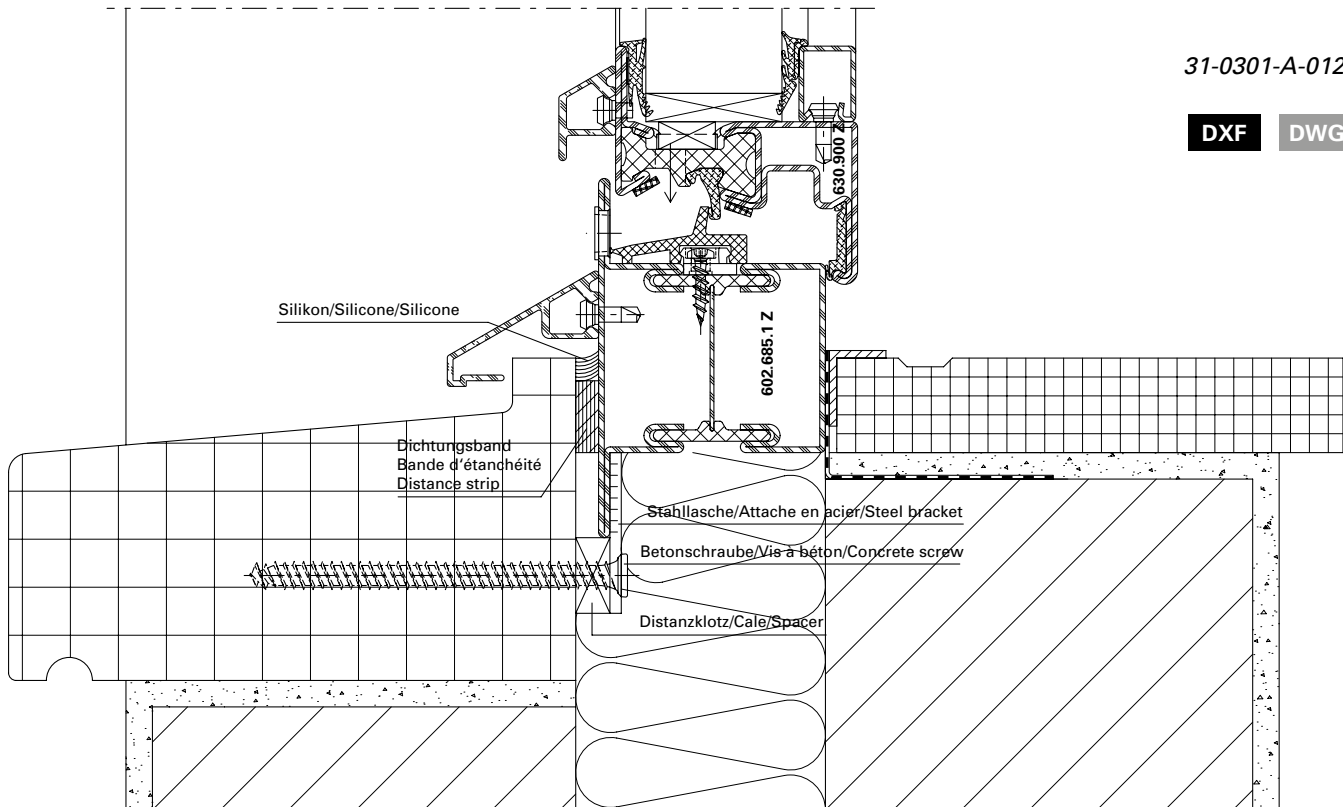 31-0301-A-012
DXF DWG
630.900 Z
Silikon/Silicone/Silicone
602.685.1 Z
Dichtungsband
Bande d'étanchéité
Distance strip
Stahllasche/Attache en acier/Steel bracket
Betonschraube/Vis à béton/Concrete screw
Distanzklotz/Cale/Spacer